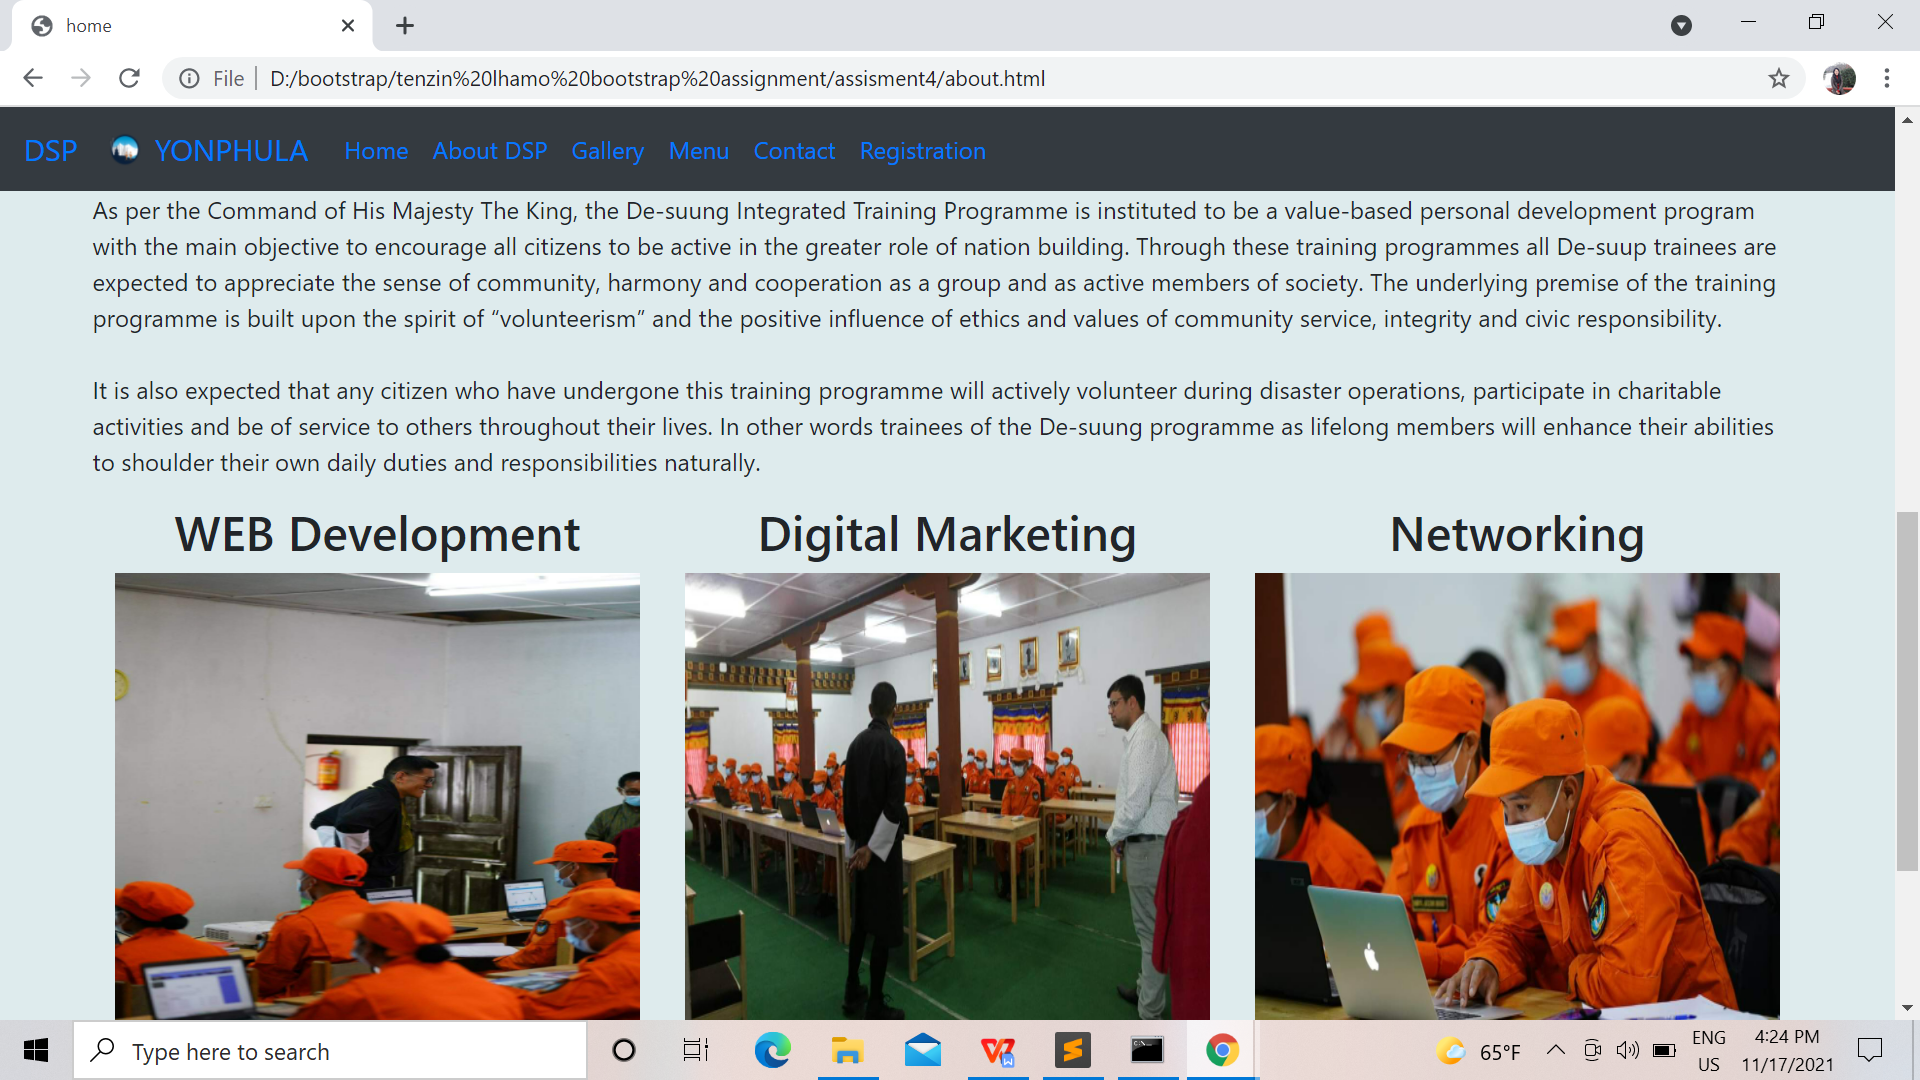 home
File
D:/bootstrap/tenzin%20lhamo%20bootstrap%20assignment/assisment4/about.html
DSP YONPHULA Home About DSP Gallery Menu Contact Registration
As per the Command of His Majesty The King, the De-suung Integrated Training Programme is instituted to be a value-based personal development program
with the main objective to encourage all citizens to be active in the greater role of nation building. Through these training programmes all De-suup trainees are
expected to appreciate the sense of community, harmony and cooperation as a group and as active members of society. The underlying premise of the training
programme is built upon the spirit of “volunteerism” and the positive influence of ethics and values of community service, integrity and civic responsibility.
It is also expected that any citizen who have undergone this training programme will actively volunteer during disaster operations, participate in charitable
activities and be of service to others throughout their lives. In other words trainees of the De-suung programme as lifelong members will enhance their abilities
to shoulder their own daily duties and responsibilities naturally.
WEB Development
Digital Marketing
Networking
Type here to search
65°F
ENG
US
4:24 PM
11/17/2021